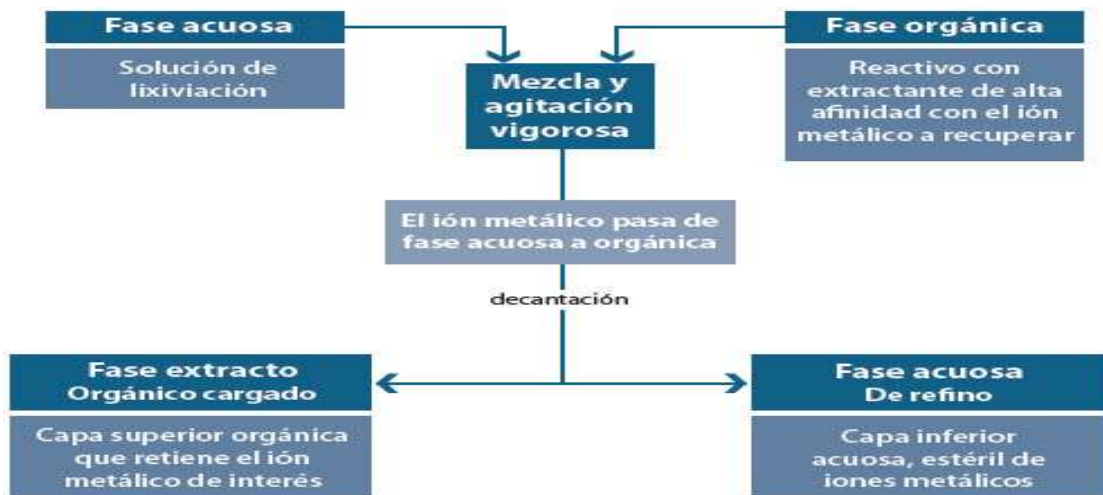 Fase acuosa
Solución de
lixiviación
Mezcla y
agitación
vigorosa
Fase orgánica
Reactivo con
extractante de alta
afinidad con el ión
metálico a recuperar
El ión metálico pasa de
fase acuosa a orgánica
decantación
Fase extracto
Orgánico cargado
Capa superior orgánica
que retiene el ión
metálico de interés
Fase acuosa
De refino
Capa inferior
acuosa, estéril de
iones metálicos